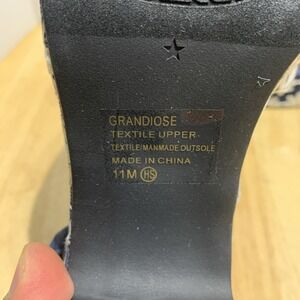 GRANDIOSE
TEXTILE UPPER
TEXTILE/MANMADE OUTSOLE
MADE IN CHINA
11M HS